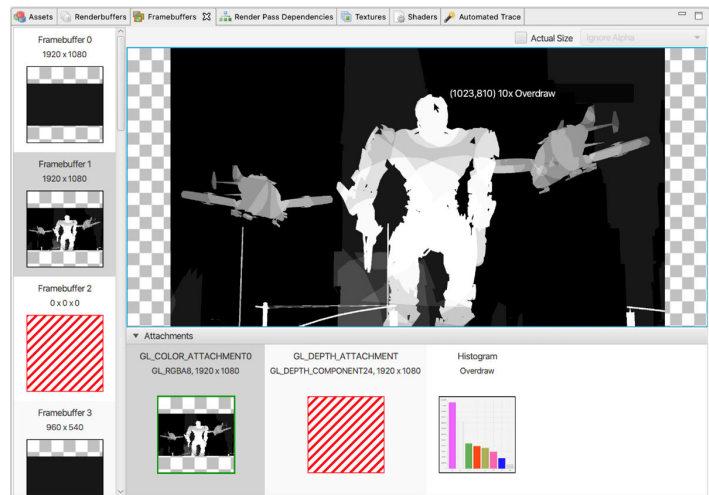 Assets
Renderbuffers
Framebuffers
Render Pass Dependencies
Textures
Shaders
Automated Trace
Actual Size
Ignore Alpha
Framebuffer 0
1920 x 1080
Framebuffer 1
1920 x 1080
Framebuffer 2
0 x 0 x 0
Framebuffer 3
960 x 540
(1023,810) 10x Overdraw
Attachments
GL_COLOR_ATTACHMENT0
GL_RGBA8, 1920 x 1080
GL_DEPTH_ATTACHMENT
GL_DEPTH_COMPONENT24, 1920 x 1080
Histogram
Overdraw